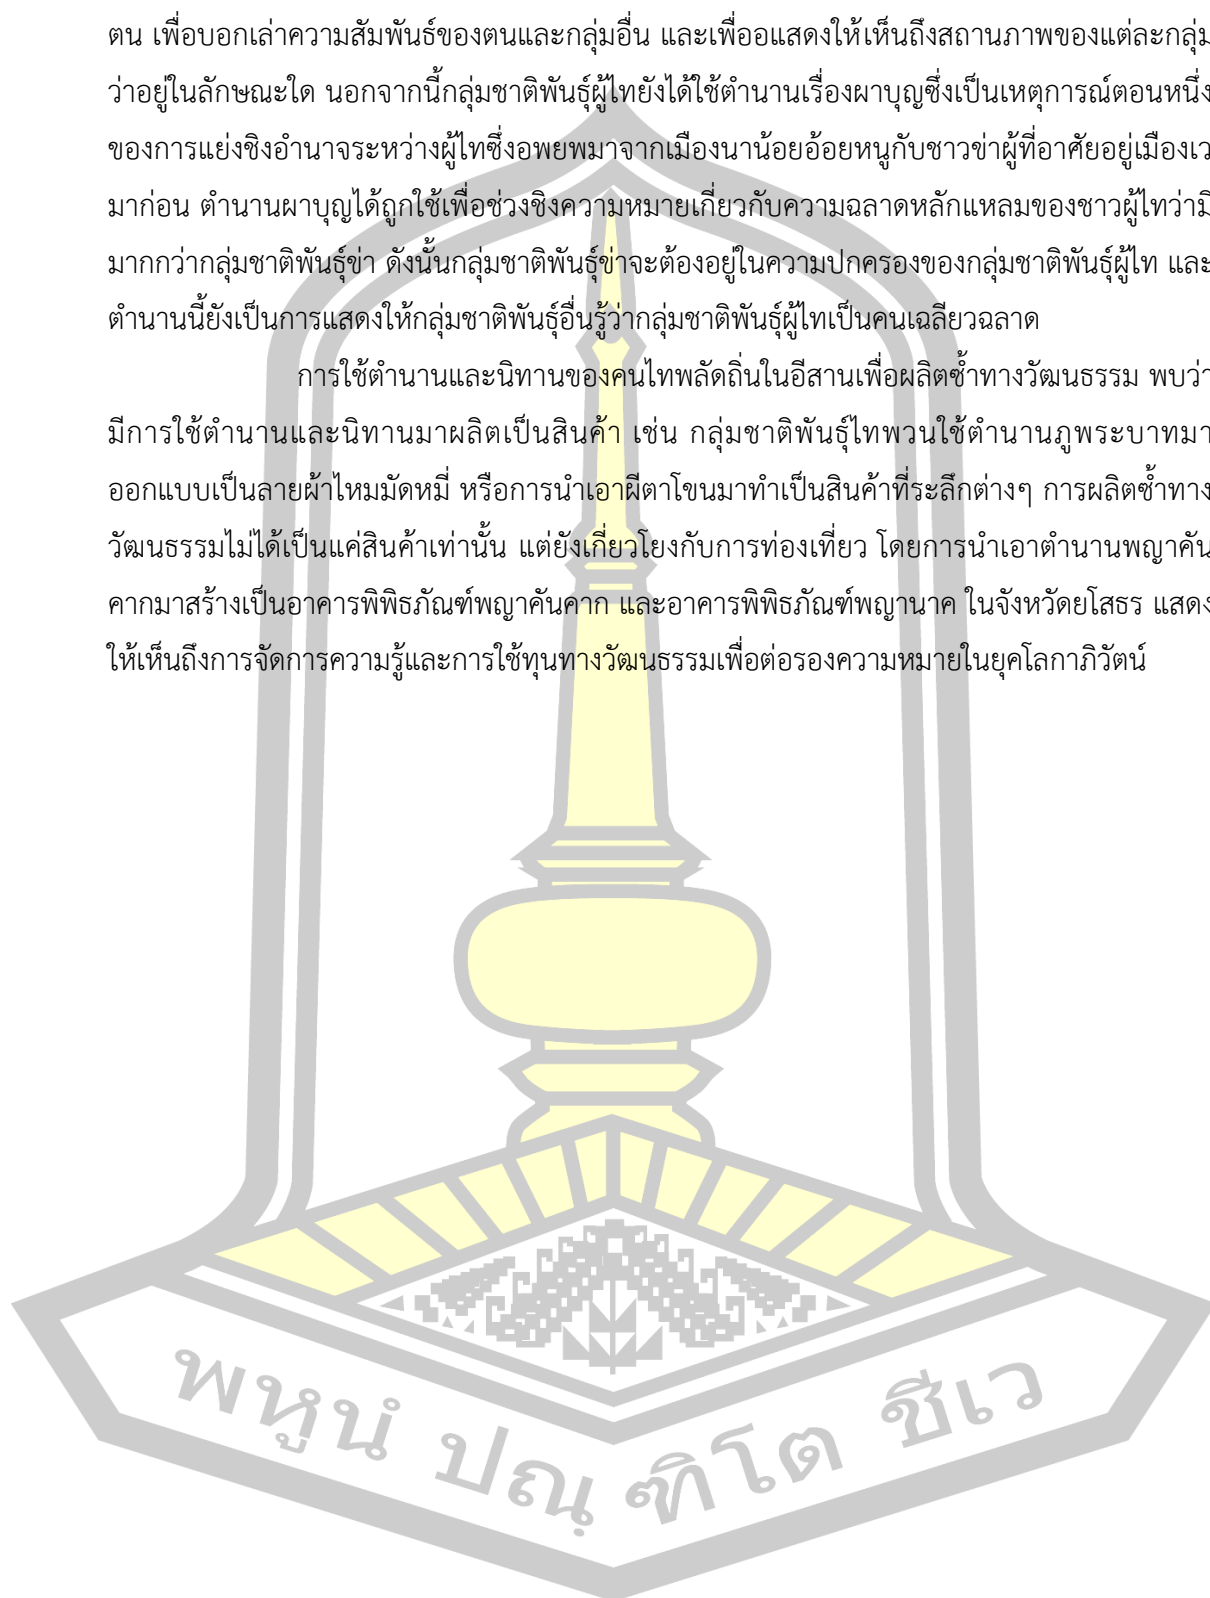 ตน เพื่อบอกเล่าความสัมพันธ์ของตนและกลุ่มอื่น และเพื่ออแสดงให้เห็นถึงสถานภาพของแต่ละกลุ่ม
ว่าอยู่ในลักษณะใด นอกจากนี้กลุ่มชาติพันธุ์ผู้ไทยังได้ใช้ตำนานเรื่องผาบุญซึ่งเป็นเหตุการณ์ตอนหนึ่ง
ของการแย่งชิงอำนาจระหว่างผู้ไทซึ่งอพยพมาจากเมืองนาน้อยอ้อยหนูกับชาวข่าผู้ที่อาศัยอยู่เมืองเว
มาก่อน ตำนานผาบุญได้ถูกใช้เพื่อช่วงชิงความหมายเกี่ยวกับความฉลาดหลักแหลมของชาวผู้ไทว่ามี
มากกว่ากลุ่มชาติพันธุ์ข่า ดังนั้นกลุ่มชาติพันธุ์ข่าจะต้องอยู่ในความปกครองของกลุ่มชาติพันธุ์ผู้ไท และ
ตำนานนี้ยังเป็นการแสดงให้กลุ่มชาติพันธุ์อื่นรู้ว่ากลุ่มชาติพันธุ์ผู้ไทเป็นคนเฉลียวฉลาด
การใช้ตำนานและนิทานของคนไทพลัดถิ่นในอีสานเพื่อผลิตซ้ำทางวัฒนธรรม พบว่า
มีการใช้ตำนานและนิทานมาผลิตเป็นสินค้า เช่น กลุ่มชาติพันธุ์ไทพวนใช้ตำนานภูพระบาทมา
ออกแบบเป็นลายผ้าไหมมัดหมี่ หรือการนำเอาผีตาโขนมาทำเป็นสินค้าที่ระลึกต่างๆ การผลิตซ้ำทาง
วัฒนธรรมไม่ได้เป็นแค่สินค้าเท่านั้น แต่ยังเกี่ยวโยงกับการท่องเที่ยว โดยการนำเอาตำนานพญาคัน
คากมาสร้างเป็นอาคารพิพิธภัณฑ์พญาคันคาก และอาคารพิพิธภัณฑ์พญานาค ในจังหวัดยโสธร แสดง
ให้เห็นถึงการจัดการความรู้และการใช้ทุนทางวัฒนธรรมเพื่อต่อรองความหมายในยุคโลกาภิวัตน์
พหูนํ ปณฺฑิโต ชีเว